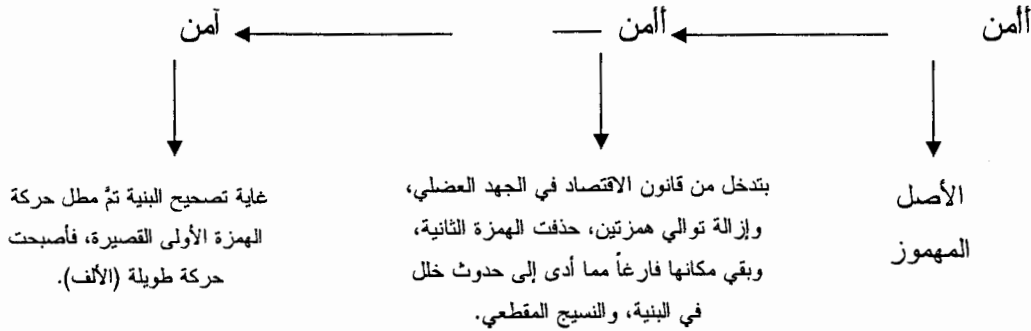 أأمن
أأمن
آمن
الأصل
المهموز
بتدخل من قانون الاقتصاد في الجهد العضلي،
وإزالة توالي همزتين، حذفت الهمزة الثانية،
وبقي مكانها فارغاً مما أدى إلى حدوث خلل
في البنية، والنسيج المقطعي.
غاية تصحيح البنية تمَّ مطل حركة
الهمزة الأولى القصيرة، فأصبحت
حركة طويلة (الألف).